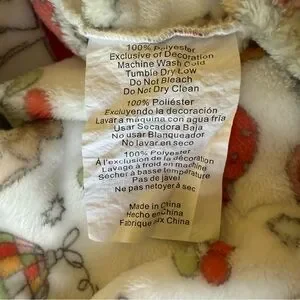 100% Polyester
Exclusive of Decoration
Machine Wash Cold
Tumble Dry Low
Do Not Bleach
Do Not Dry Clean
100% Poliéster
Excluyendo la decoración
Lavar a máquina con agua fría
Usar Secadora Baja
No usar Blanqueador
No lavar en seco
100% Polyester
A l'exclusion de la décoration
Lavage à froid en machine
Sécher à basse température
Pas de javel
Ne pas netoyer à sec
Made in China
Hecho en China
Fabriqué aux China